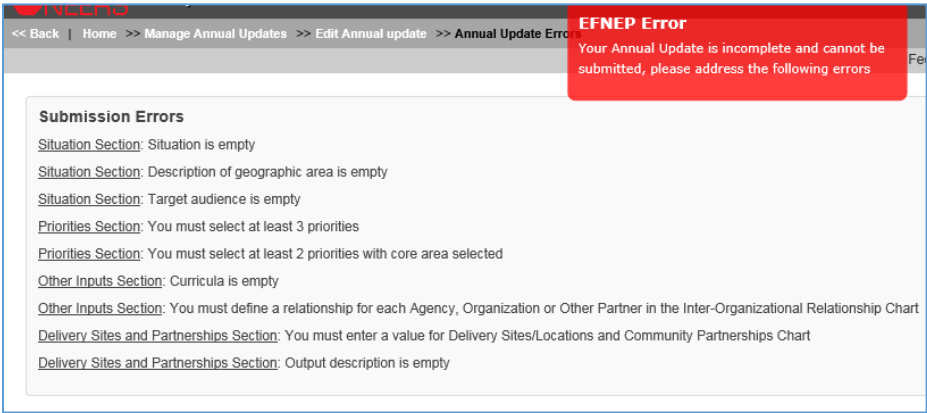 EFNEP Error
<< Back | Home >> Manage Annual Updates >> Edit Annual update >> Annual Update Errors
Your Annual Update is incomplete and cannot be
submitted, please address the following errors
Submission Errors
Situation Section: Situation is empty
Situation Section: Description of geographic area is empty
Situation Section: Target audience is empty
Priorities Section: You must select at least 3 priorities
Priorities Section: You must select at least 2 priorities with core area selected
Other Inputs Section: Curricula is empty
Other Inputs Section: You must define a relationship for each Agency, Organization or Other Partner in the Inter-Organizational Relationship Chart
Delivery Sites and Partnerships Section: You must enter a value for Delivery Sites/Locations and Community Partnerships Chart
Delivery Sites and Partnerships Section: Output description is empty